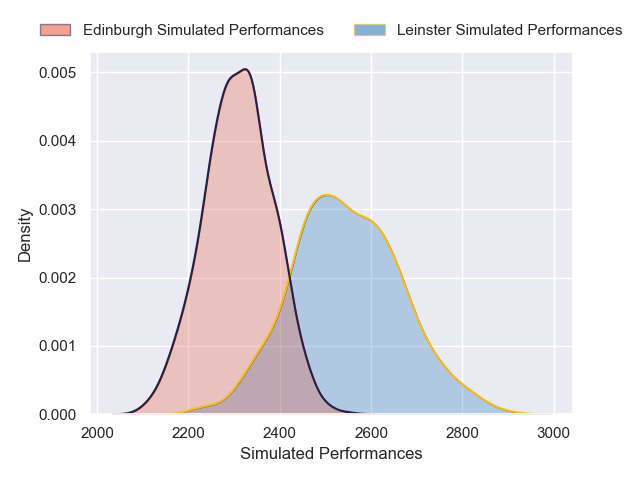 Edinburgh Simulated Performances Leinster Simulated Performances
0.005
0.004
0.003
0.002
0.001
0.000
Density
2000 2200 2400 2600 2800 3000
Simulated Performances